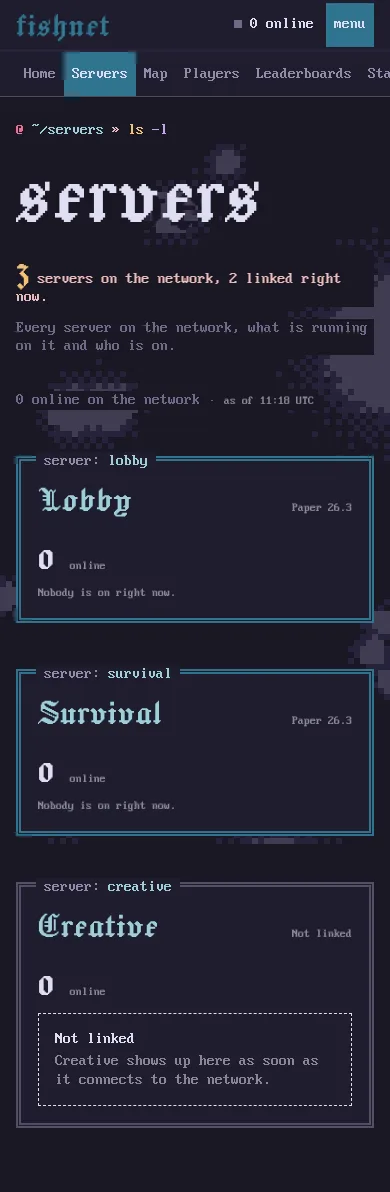 fishnet
0 online
menu
Home Servers Map Players Leaderboards Sta
@ ~/servers » ls -l
servers
3 servers on the network, 2 linked right
now.
Every server on the network, what is running
on it and who is on.
0 online on the network · as of 11:18 UTC
server: lobby
Lobby
Paper 26.3
0 online
Nobody is on right now.
server: survival
Survival
Paper 26.3
0 online
Nobody is on right now.
server: creative
Creative
Not linked
0 online
Not linked
Creative shows up here as soon as
it connects to the network.